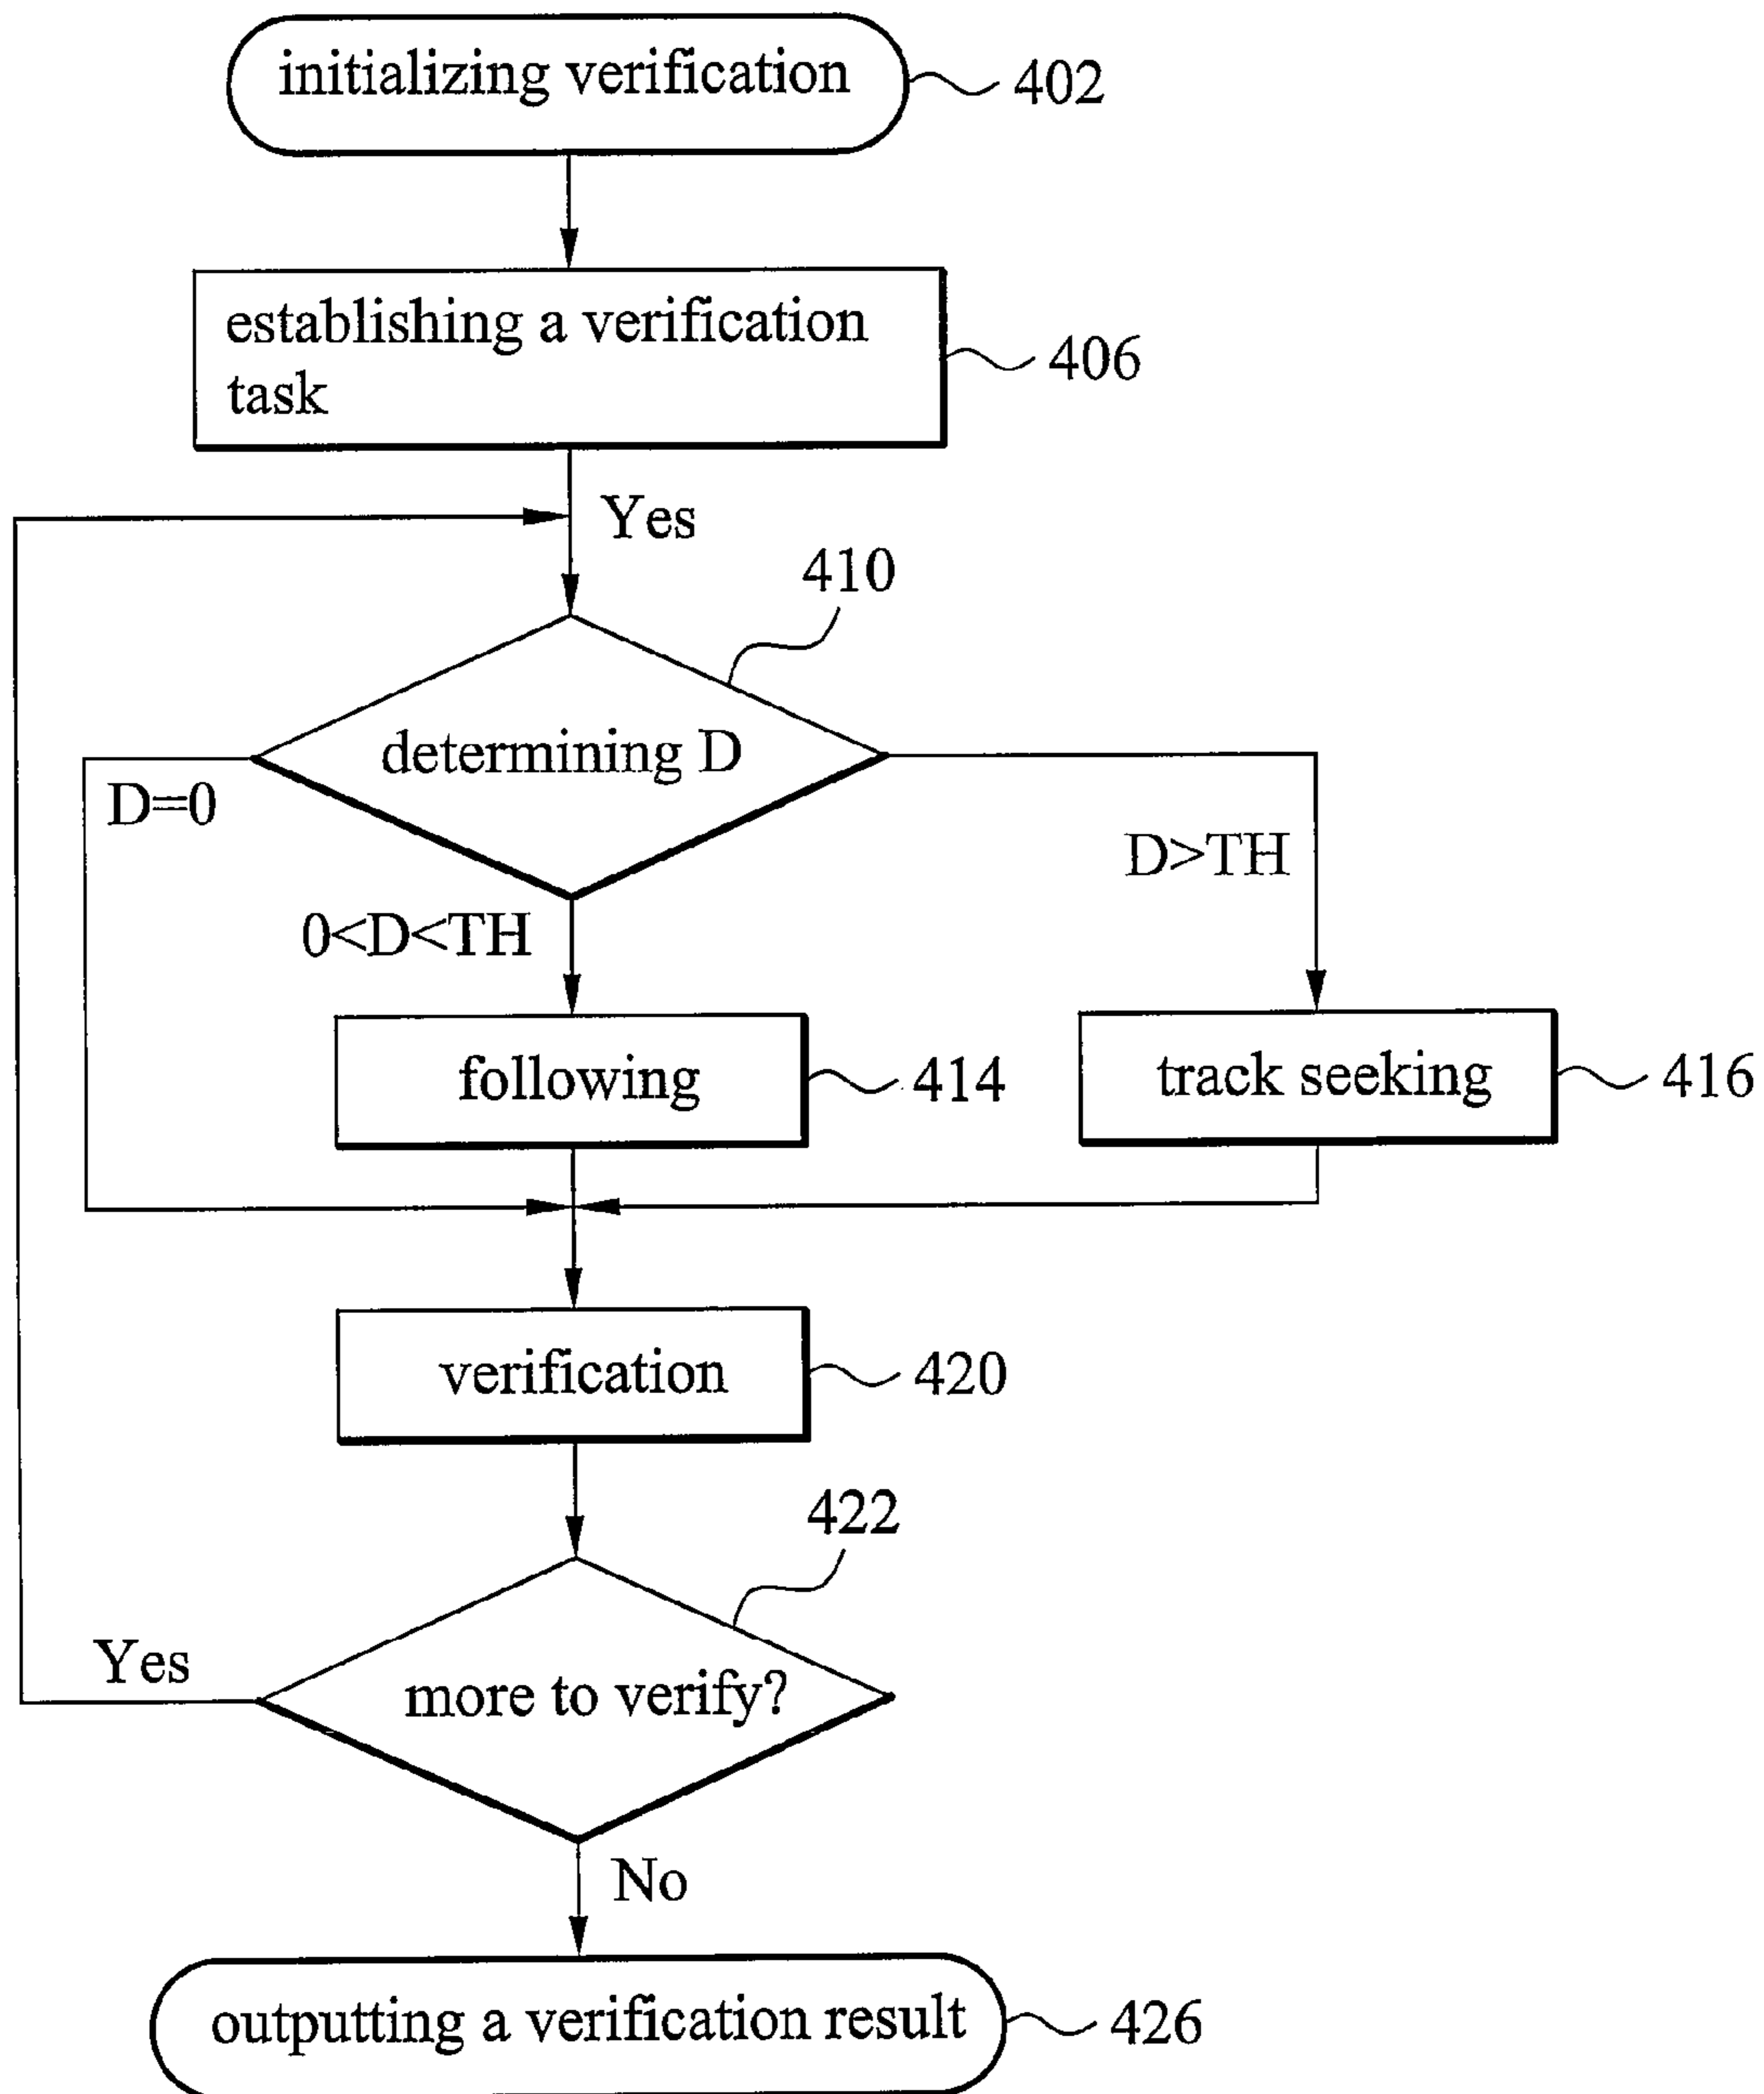 initializing verification
402
establishing a verification
task
406
Yes
410
determining D
D=0
D>TH
0<D<TH
following
414
track seeking
416
verification
420
422
Yes
more to verify?
No
outputting a verification result
426